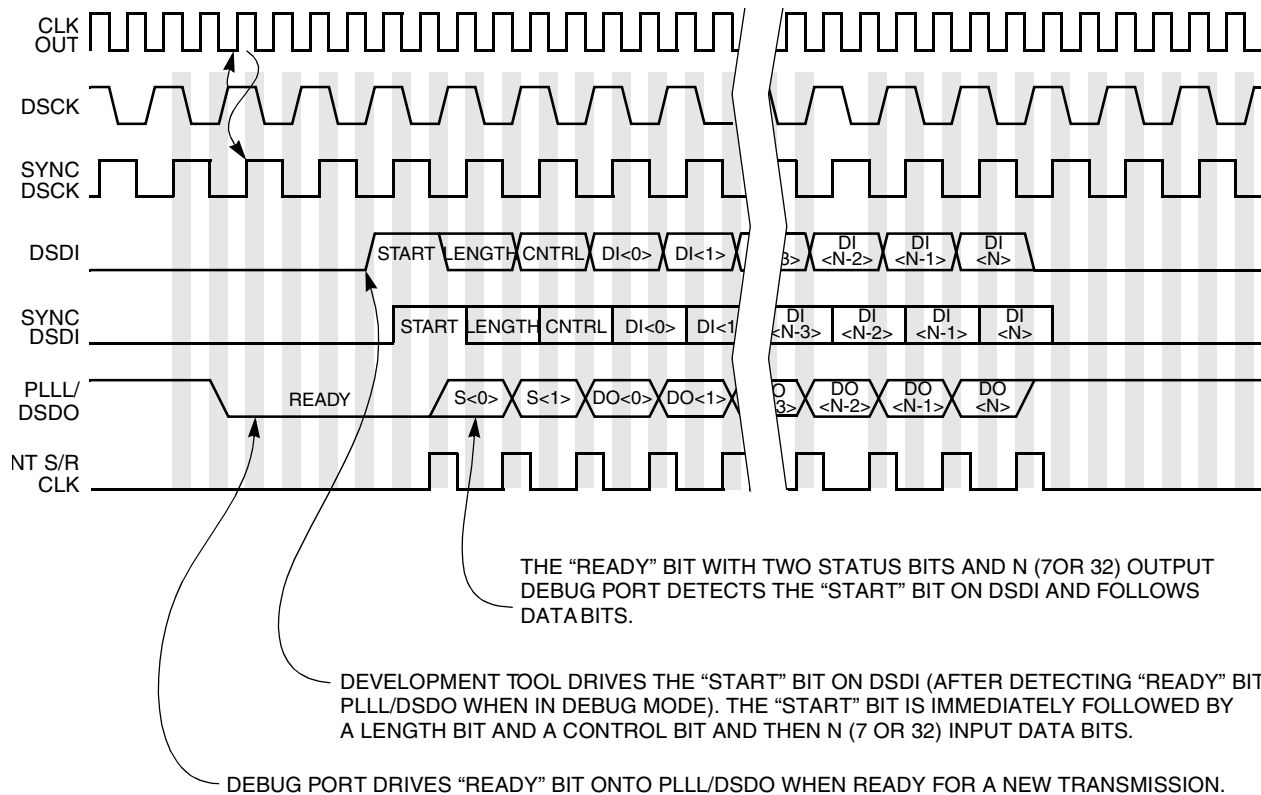 CLK
OUT
DSCK
SYNC
DSCK
DSDI
START LENGTH CNTRL DI<0> DI<1> 3> DI <N-2> DI <N-1> DI <N>
SYNC
DSDI
START LENGTH CNTRL DI<0> DI<1 DI <N-3> DI <N-2> DI <N-1> DI <N>
PLLL/
DSDO
READY S<0> S<1> DO<0> DO<1> O 3> DO <N-2> DO <N-1> DO <N>
NT S/R
CLK
THE “READY” BIT WITH TWO STATUS BITS AND N (7OR 32) OUTPUT
DEBUG PORT DETECTS THE “START” BIT ON DSDI AND FOLLOWS
DATA BITS.
DEVELOPMENT TOOL DRIVES THE “START” BIT ON DSDI (AFTER DETECTING “READY” BIT
PLLL/DSDO WHEN IN DEBUG MODE). THE “START” BIT IS IMMEDIATELY FOLLOWED BY
A LENGTH BIT AND A CONTROL BIT AND THEN N (7 OR 32) INPUT DATA BITS.
DEBUG PORT DRIVES “READY” BIT ONTO PLLL/DSDO WHEN READY FOR A NEW TRANSMISSION.